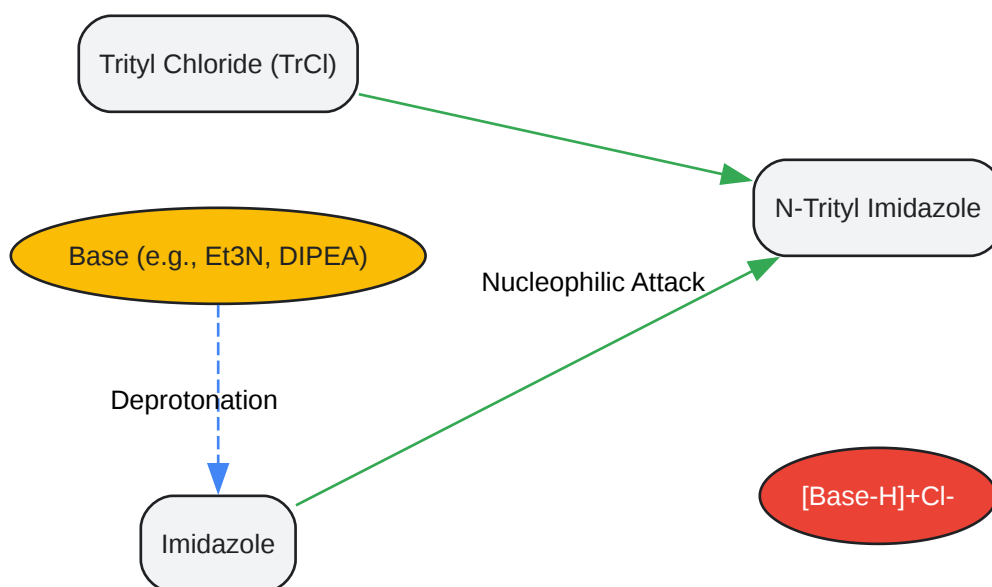 Trityl Chloride (TrCl)
N-Trityl Imidazole
Base (e.g., Et3N, DIPEA)
Nucleophilic Attack
Deprotonation
[Base-H]+Cl-
Imidazole